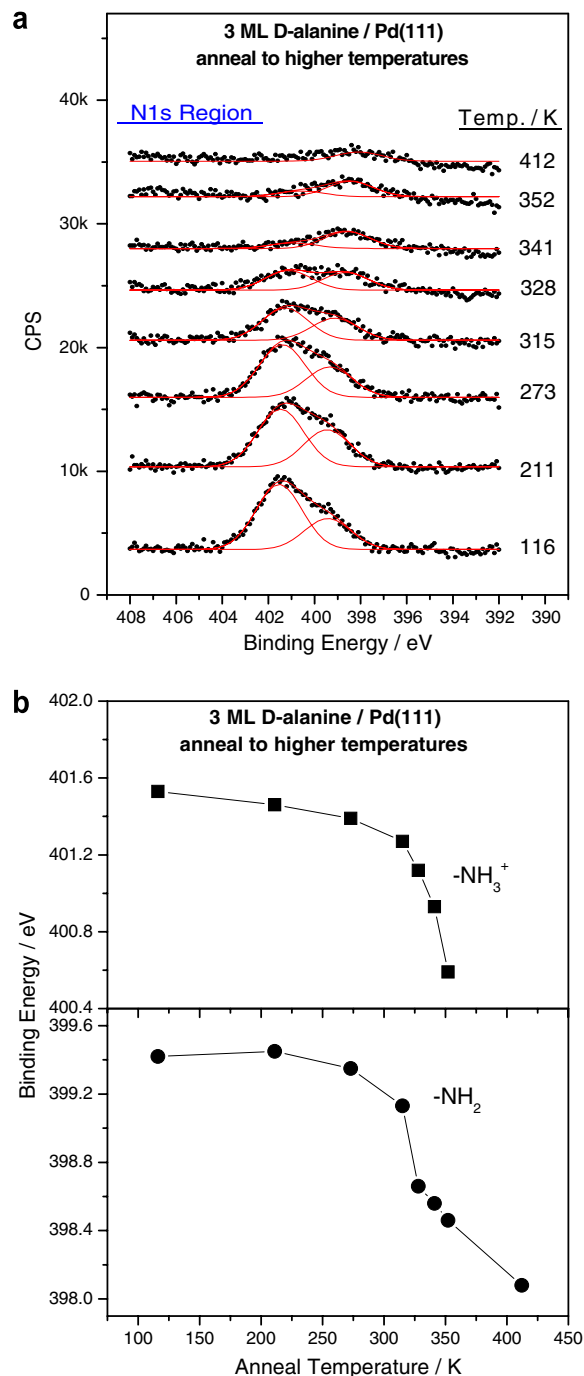 a
3 ML D-alanine / Pd(111)
anneal to higher temperatures
N1s Region
Temp. / K
40k
30k
20k
10k
0
CPS
412
352
341
328
315
273
211
116
408 406 404 402 400 398 396 394 392 390
Binding Energy / eV
b
3 ML D-alanine / Pd(111)
anneal to higher temperatures
402.0
401.6
401.2
400.8
400.4
-NH3+
Binding Energy / eV
399.6
399.2
398.8
398.4
398.0
-NH2
100 150 200 250 300 350 400 450
Anneal Temperature / K